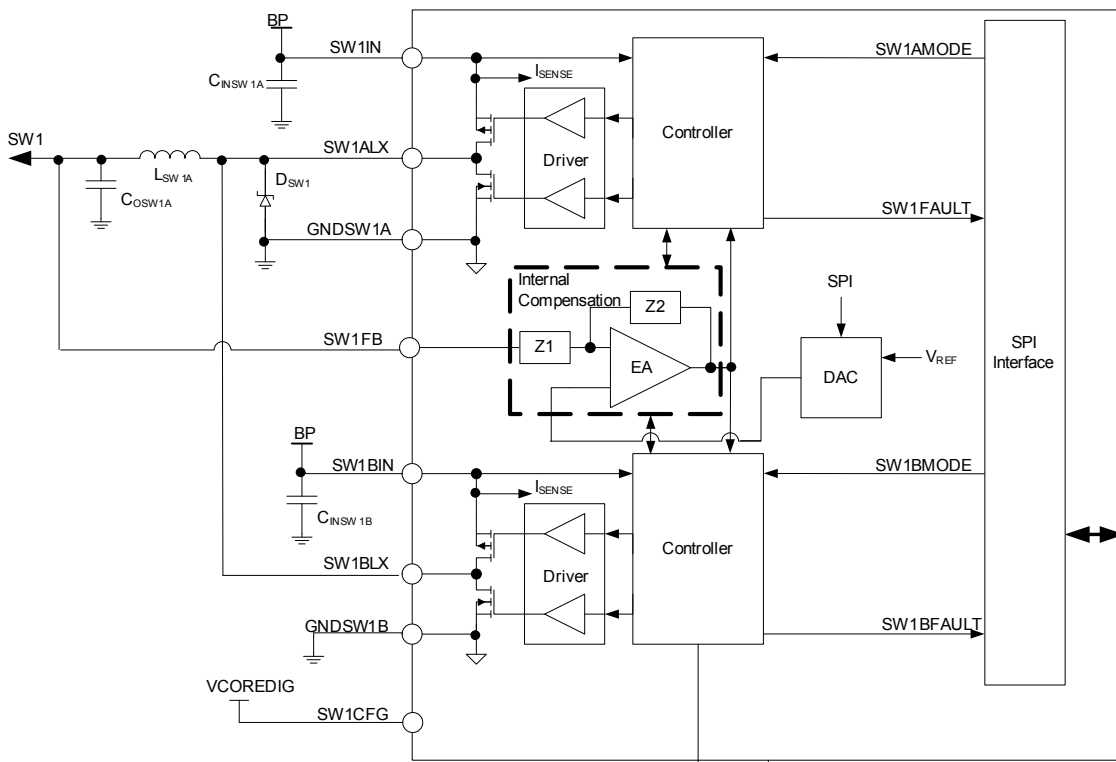 BP
SW1IN
SW1AMODE
CINSW1A
ISENSE
Controller
SW1
SW1ALX
Driver
LSW1A
DSW1
COSW1A
SW1FAULT
GNDSW1A
Internal
Compensation
SPI
Z2
SW1FB
Z1
EA
VREF
DAC
SPI
Interface
BP
SW1BIN
SW1BMODE
ISENSE
CINSW1B
Controller
SW1BLX
Driver
GNDSW1B
SW1BFAULT
VCOREDIG
SW1CFG